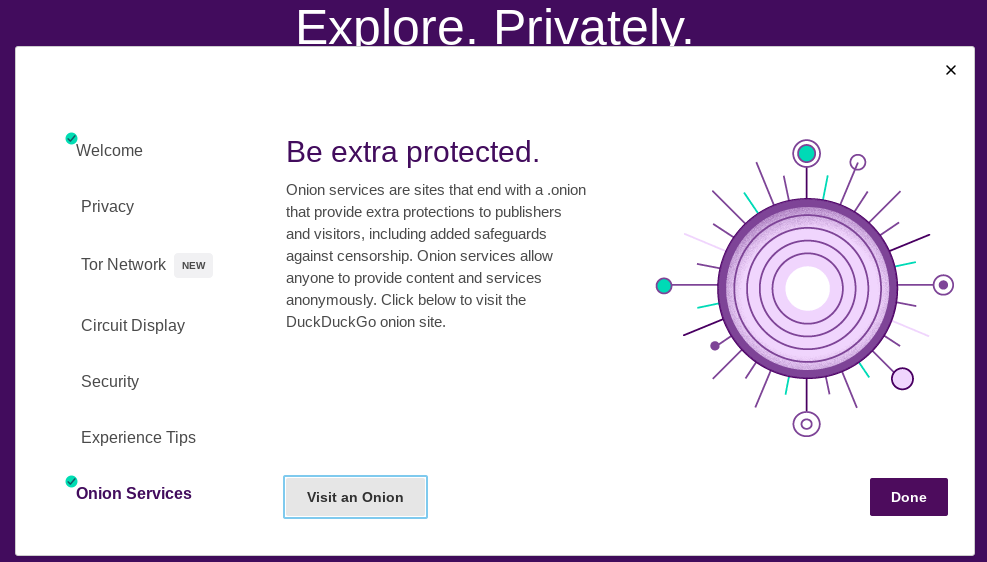 Explore. Privately.
Welcome
Privacy
Tor Network NEW
Circuit Display
Security
Experience Tips
Onion Services
Be extra protected.
Onion services are sites that end with a .onion
that provide extra protections to publishers
and visitors, including added safeguards
against censorship. Onion services allow
anyone to provide content and services
anonymously. Click below to visit the
DuckDuckGo onion site.
Visit an Onion
Done